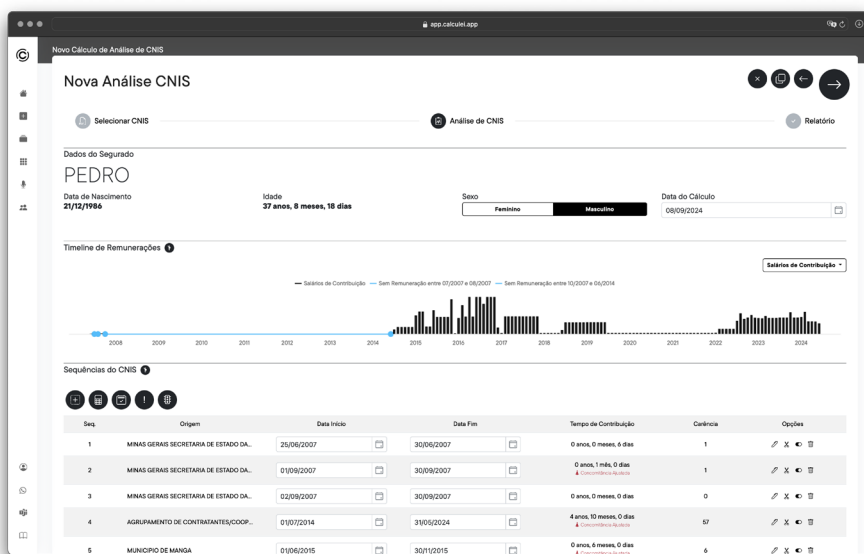 app.calculei.app
Novo Cálculo de Análise de CNIS
Nova Análise CNIS
Selecionar CNIS
Análise de CNIS
Relatório
Dados do Segurado
PEDRO
Data de Nascimento Idade Sexo Data do Cálculo
21/12/1986 37 anos, 8 meses, 18 dias Feminino Masculino 08/09/2024
Timeline de Remunerações ?
Salários de Contribuição
Salários de Contribuição Sem Remuneração entre 07/2007 e 08/2007 Sem Remuneração entre 10/2007 e 06/2014
2008 2009 2010 2011 2012 2013 2014 2015 2016 2017 2018 2019 2020 2021 2022 2023 2024
Sequências do CNIS ?
Seq. Origem Data Início Data Fim Tempo de Contribuição Carência Opções
1 MINAS GERAIS SECRETARIA DE ESTADO DA... 25/06/2007 30/06/2007 0 anos, 0 meses, 6 dias 1
2 MINAS GERAIS SECRETARIA DE ESTADO DA... 01/09/2007 30/09/2007 0 anos, 1 mês, 0 dias 1
Concomitância Ajustada
3 MINAS GERAIS SECRETARIA DE ESTADO DA... 02/09/2007 30/09/2007 0 anos, 0 meses, 0 dias 0
4 AGRUPAMENTO DE CONTRATANTES/COOP... 01/07/2014 31/05/2024 4 anos, 10 meses, 0 dias 57
Concomitância Ajustada
5 MUNICIPIO DE MANGA 01/06/2015 30/11/2015 0 anos, 6 meses, 0 dias 6
Concomitância Ajustada